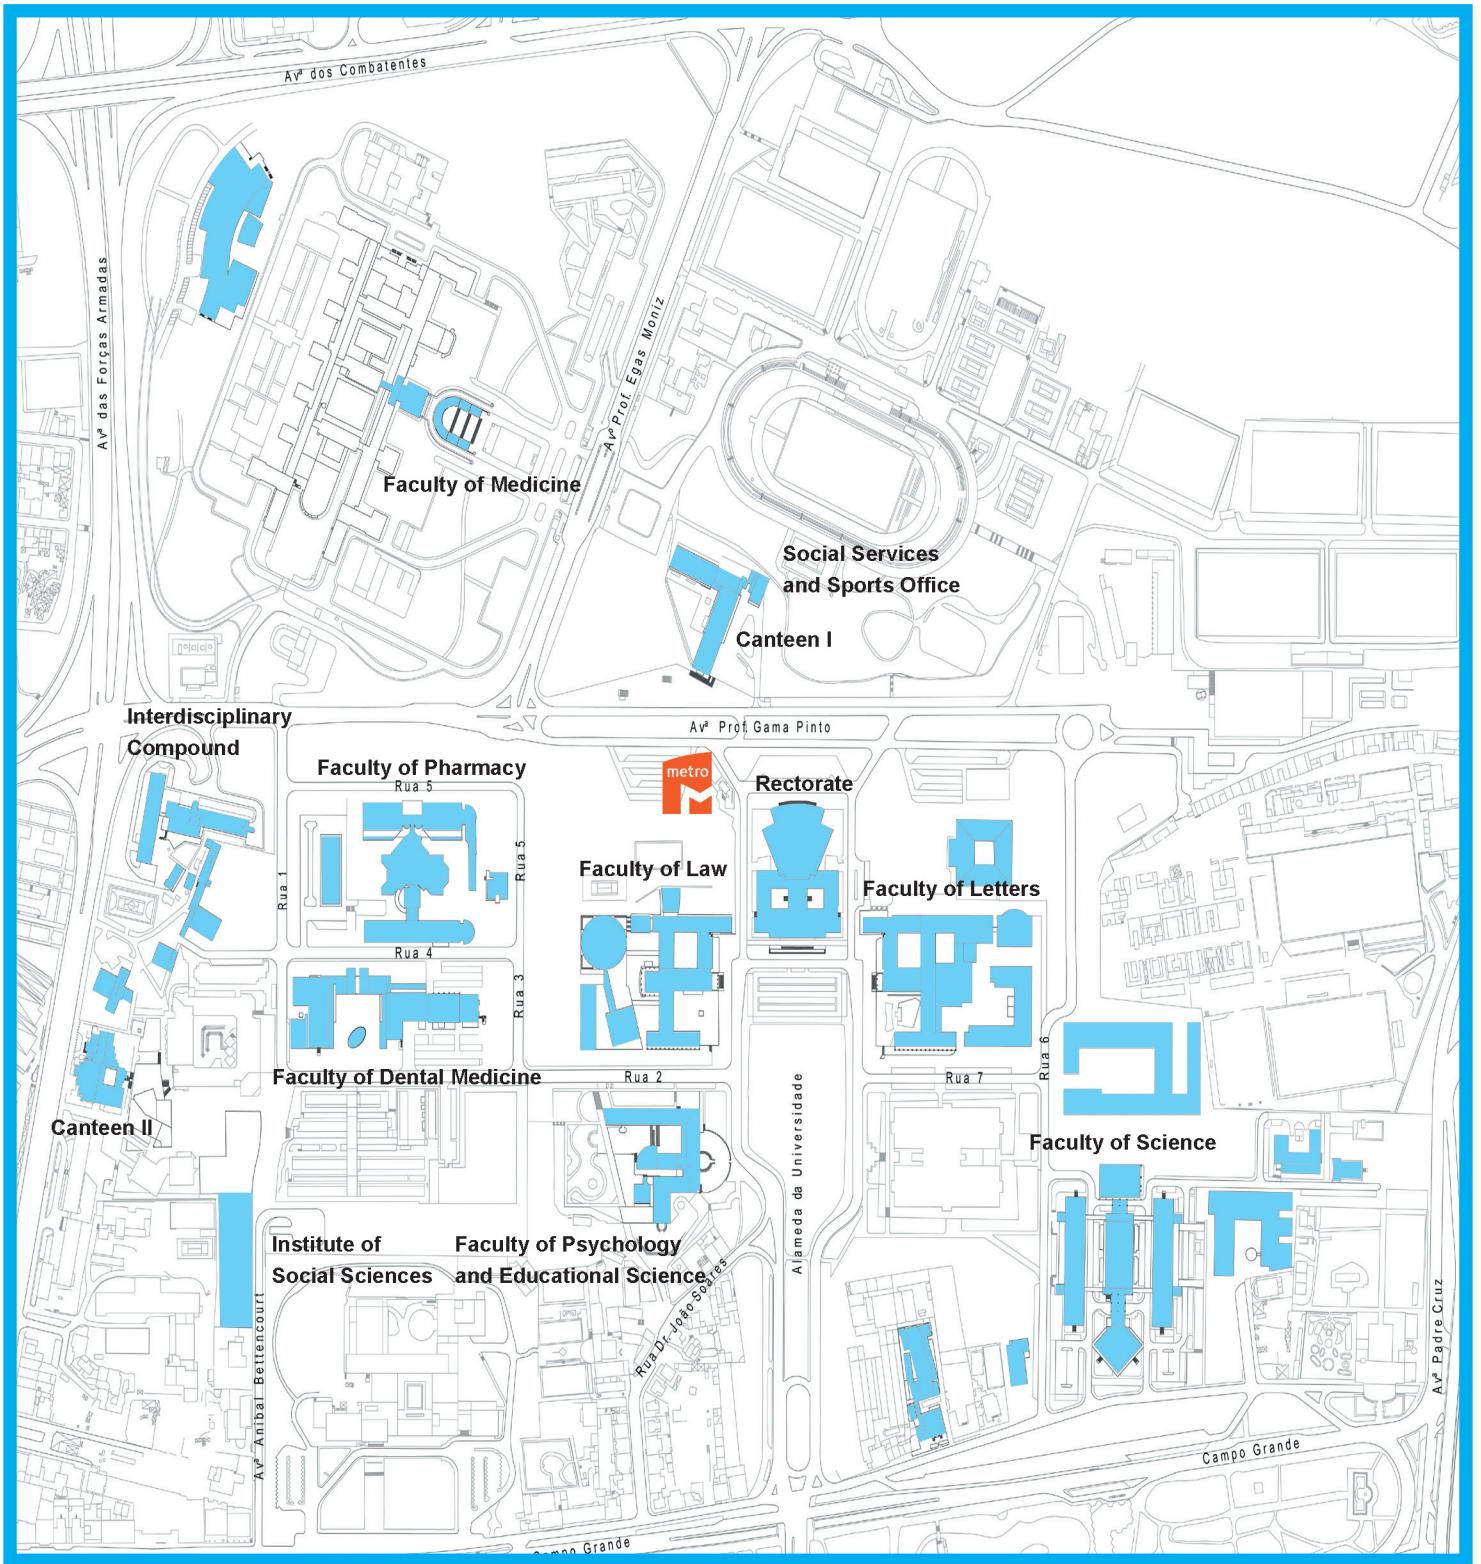 Avª dos Combatentes
Avª das Forças Armadas
Avª Prof. Egas Moniz
Faculty of Medicine
Social Services
and Sports Office
Canteen I
Interdisciplinary
Compound
Avª Prof. Gama Pinto
Faculty of Pharmacy
Rua 5
metro
M
Rectorate
Rua 1
Rua 5
Faculty of Law
Faculty of Letters
Rua 4
Rua 3
Rua 6
Faculty of Dental Medicine
Rua 2
Rua 7
Canteen II
Alameda da Universidade
Faculty of Science
Institute of
Social Sciences
Faculty of Psychology
and Educational Science
Rua Dr. João Soares
Avª Anibal Bettencourt
Avª Padre Cruz
Campo Grande
Campo Grande